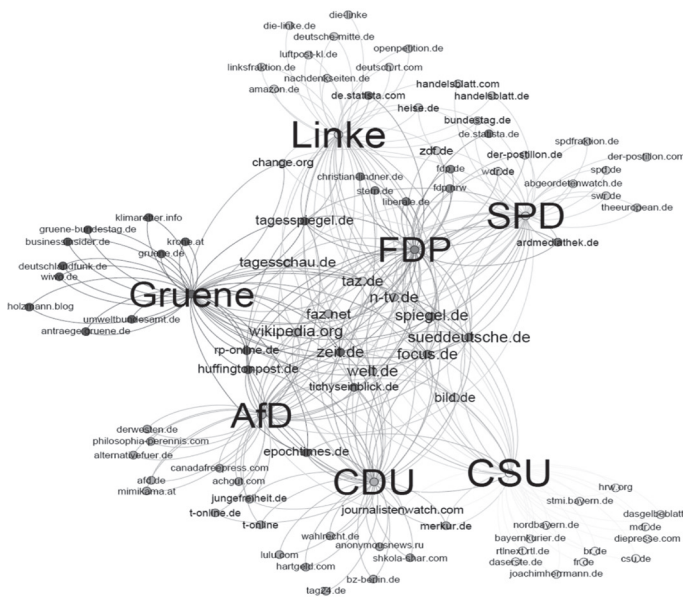 die-linke
die-linke.de
deutsche-mitte.de
luftpost-kl.de
openpetition.de
linksfraktion.de
deutschrt.com
nachdenkseiten.de
amazon.de
handelsblatt.com
de.statista.com
handelsblatt.de
heise.de
bundestag.de
Linke
de.statista.de
spdfraktion.de
zdf.de
der-postillon.de
der-postillon.com
change.org
fdp.de
wdr.de
spd.de
christian-lindner.de
abgeordetenwatch.de
stern.de
fdp.nrw
swr.de
liberale.de
theeuropean.de
SPD
klimaretter.info
tagesspiegel.de
gruene-bundestag.de
FDP
ardmediathek.de
businessinsider.de
krone.at
gruene.de
deutschlandfunk.de
tagesschau.de
wiwo.de
taz.de
Gruene
n-tv.de
holzmann.blog
faz.net
spiegel.de
umweltbundesamt.de
antraegegruene.de
wikipedia.org
sueddeutsche.de
rp-online.de
zeit.de
focus.de
huffingtonpost.de
welt.de
tichyseinblick.de
bild.de
AfD
derwesten.de
philosophia-perennis.com
epochtimes.de
alternativefuer.de
canadafreepress.com
CSU
afd.de
achgut.com
CDU
mimikama.at
hrw.org
jungefreiheit.de
stmi.bayern.de
journalistenwatch.com
t-online.de
dasgelbeblatt
t-online
merkur.de
nordbayern.de
mdr.de
wahlrecht.de
bayernkurier.de
diepresse.com
anonymousnews.ru
rtlnext.rtl.de
br.de
lulu.com
shkola-shar.com
daserste.de
fr.de
csu.de
hartgeld.com
joachimherrmann.de
bz-berlin.de
tag24.de